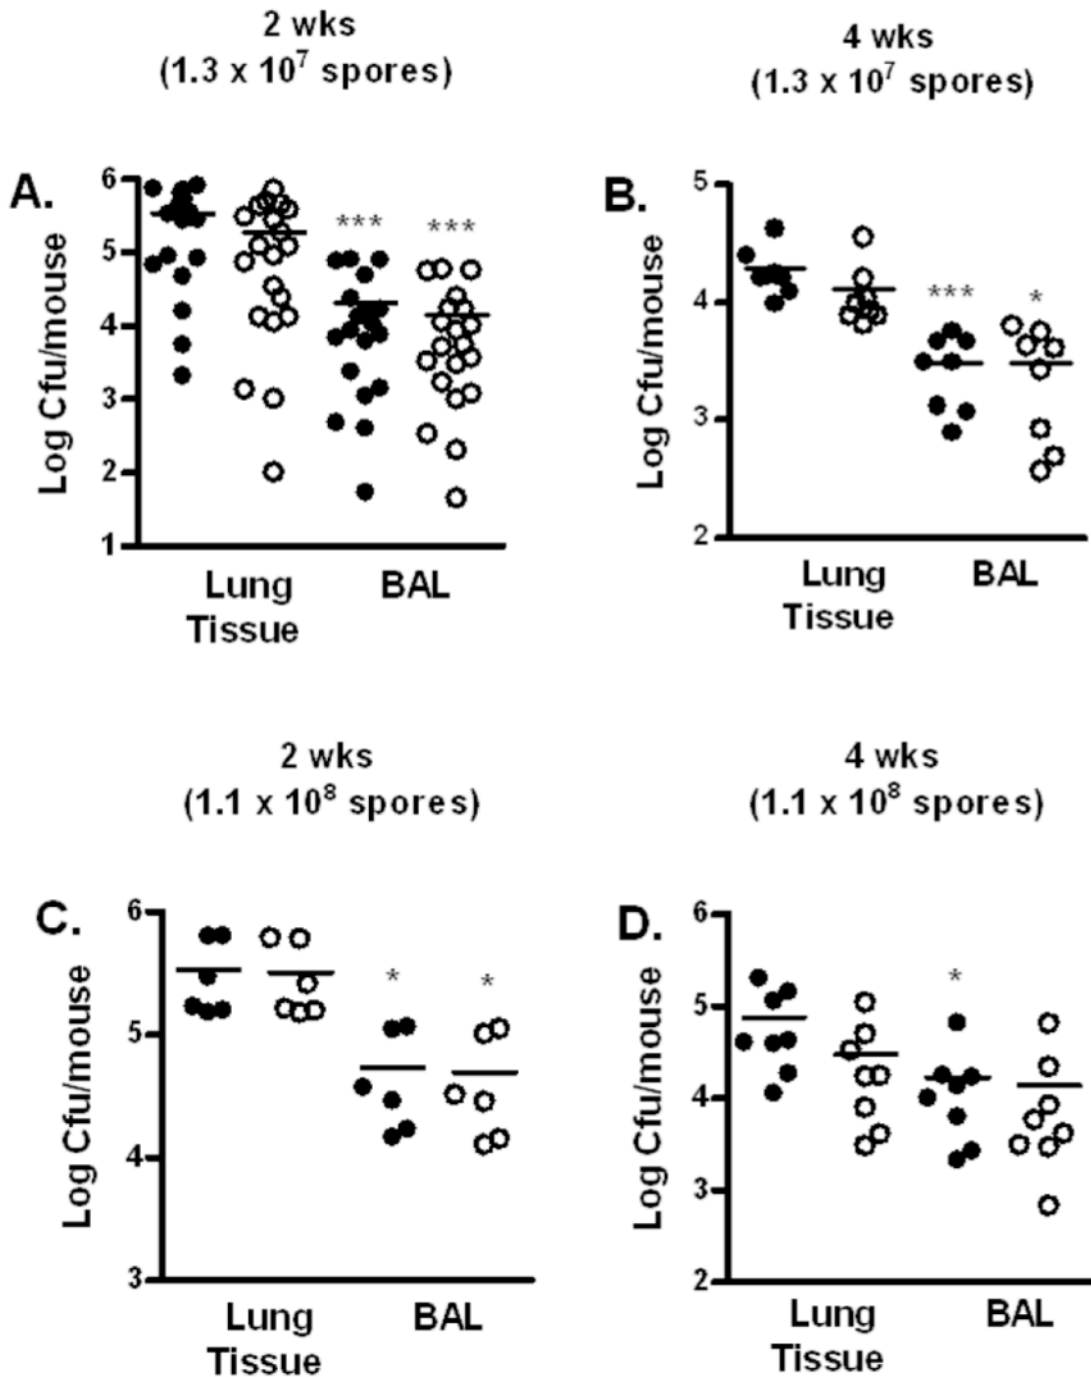 2 wks
(1.3 x 10⁷ spores)
4 wks
(1.3 x 10⁷ spores)
A.
Log Cfu/mouse
6
5
4
3
2
1
***
***
Lung
Tissue
BAL
B.
Log Cfu/mouse
5
4
3
2
***
*
Lung
Tissue
BAL
2 wks
(1.1 x 10⁸ spores)
4 wks
(1.1 x 10⁸ spores)
C.
Log Cfu/mouse
6
5
4
3
*
*
Lung
Tissue
BAL
D.
Log Cfu/mouse
6
5
4
3
2
*
Lung
Tissue
BAL